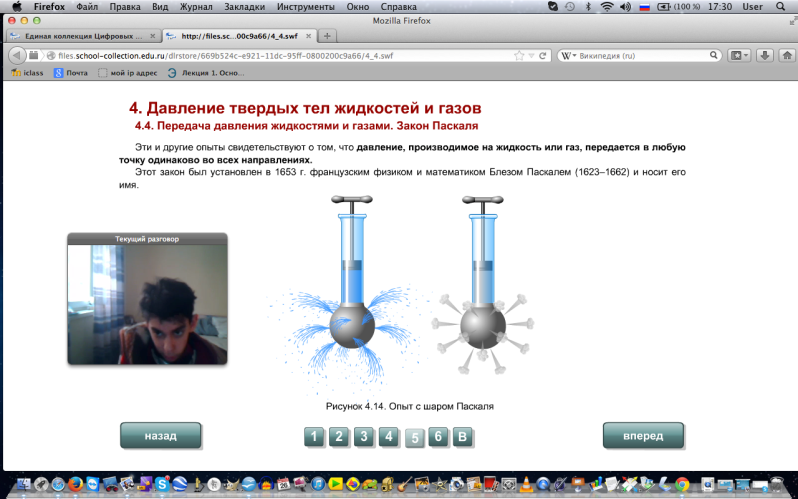 Firefox Файл Правка Вид Журнал Закладки Инструменты Окно Справка (100 %) 17:30 User
Mozilla Firefox
Единая коллекция Цифровых ... http://files.sc...00c9a66/4_4.swf
files.school-collection.edu.ru/dlrstore/669b524c-e921-11dc-95ff-0800200c9a66/4_4.swf Википедия (ru)
iclass Почта мой ip адрес Лекция 1. Осно...
4. Давление твердых тел жидкостей и газов
4.4. Передача давления жидкостями и газами. Закон Паскаля
Эти и другие опыты свидетельствуют о том, что давление, производимое на жидкость или газ, передается в любую
точку одинаково во всех направлениях.
Этот закон был установлен в 1653 г. французским физиком и математиком Блезом Паскалем (1623–1662) и носит его
имя.
Текущий разговор
Рисунок 4.14. Опыт с шаром Паскаля
назад 1 2 3 4 5 6 В вперед